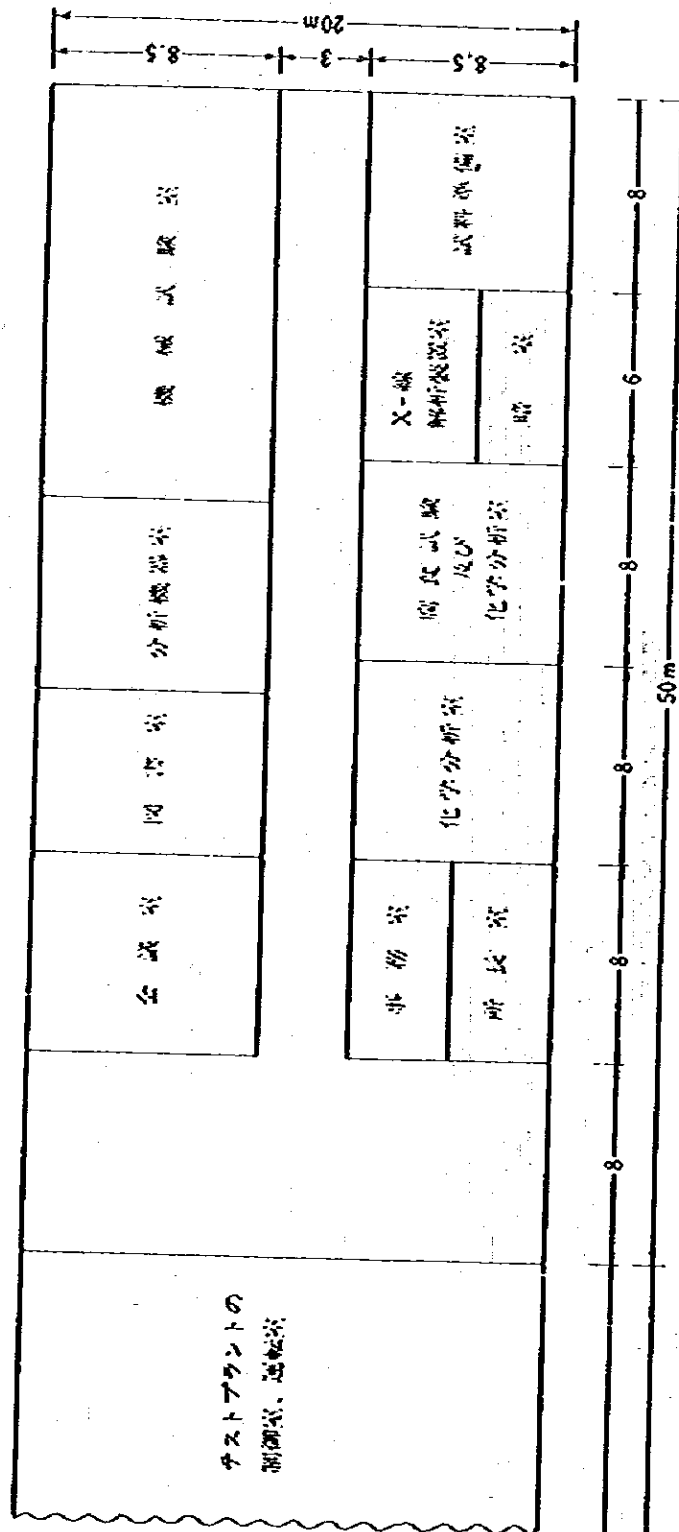 20m
8.5
3
8.5
機械試験室
分析機器室
図書室
会議室
試料準備室
X-線
解析装置室
暗室
腐食試験
及び
化学分析室
化学分析室
事務室
所長室
テストプラントの
制御室、運転室
8
6
8
8
8
8
50m